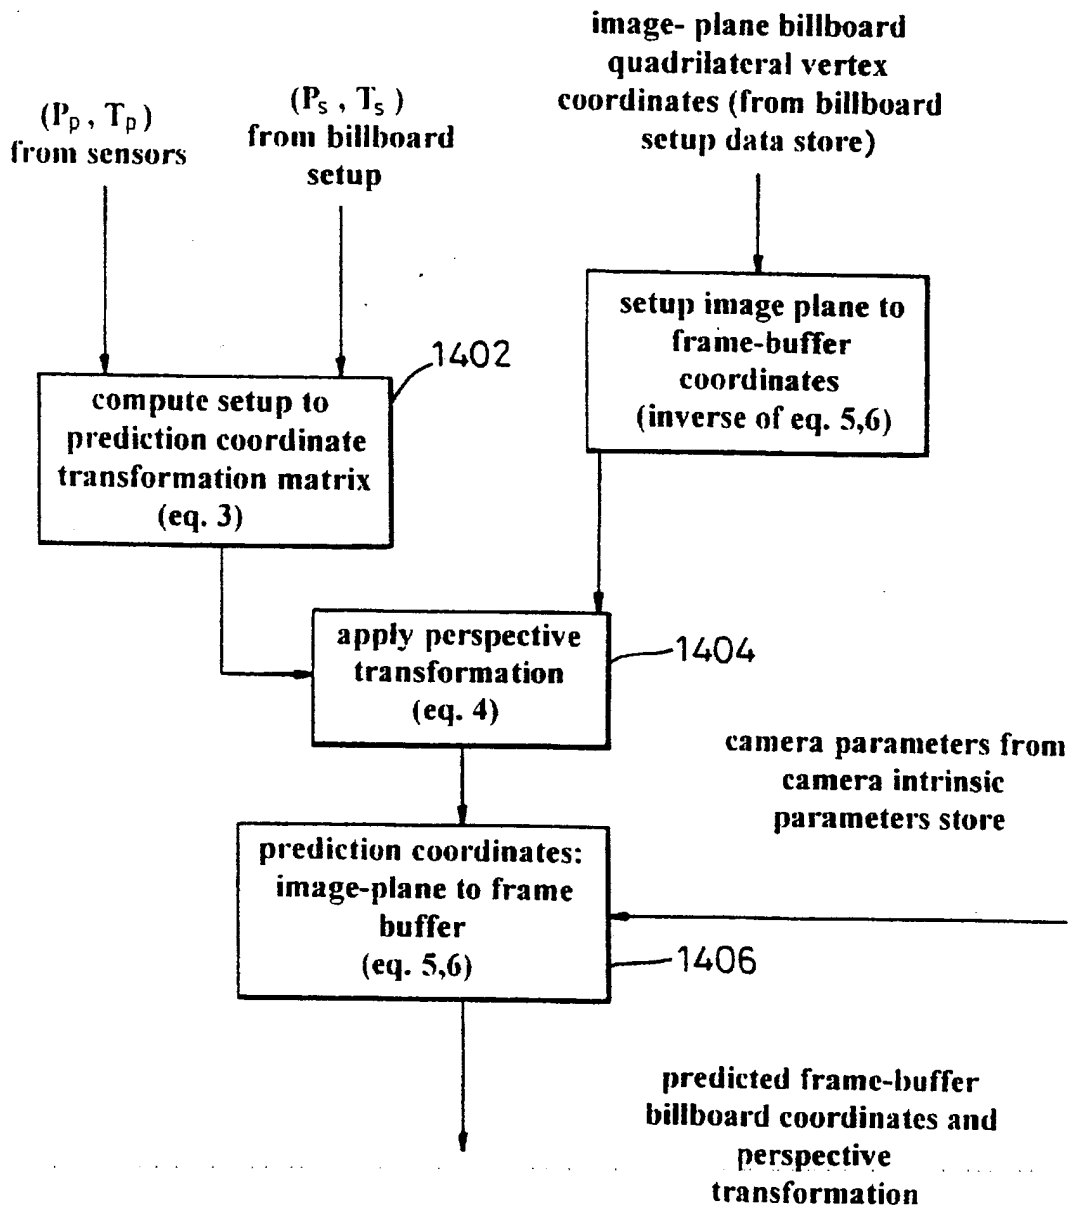 image- plane billboard
quadrilateral vertex
coordinates (from billboard
setup data store)
(Pp , Tp)
from sensors
(Ps , Ts )
from billboard
setup
setup image plane to
frame-buffer
coordinates
(inverse of eq. 5,6)
1402
compute setup to
prediction coordinate
transformation matrix
(eq. 3)
apply perspective
transformation
(eq. 4)
1404
camera parameters from
camera intrinsic
parameters store
prediction coordinates:
image-plane to frame
buffer
(eq. 5,6)
1406
predicted frame-buffer
billboard coordinates and
perspective
transformation